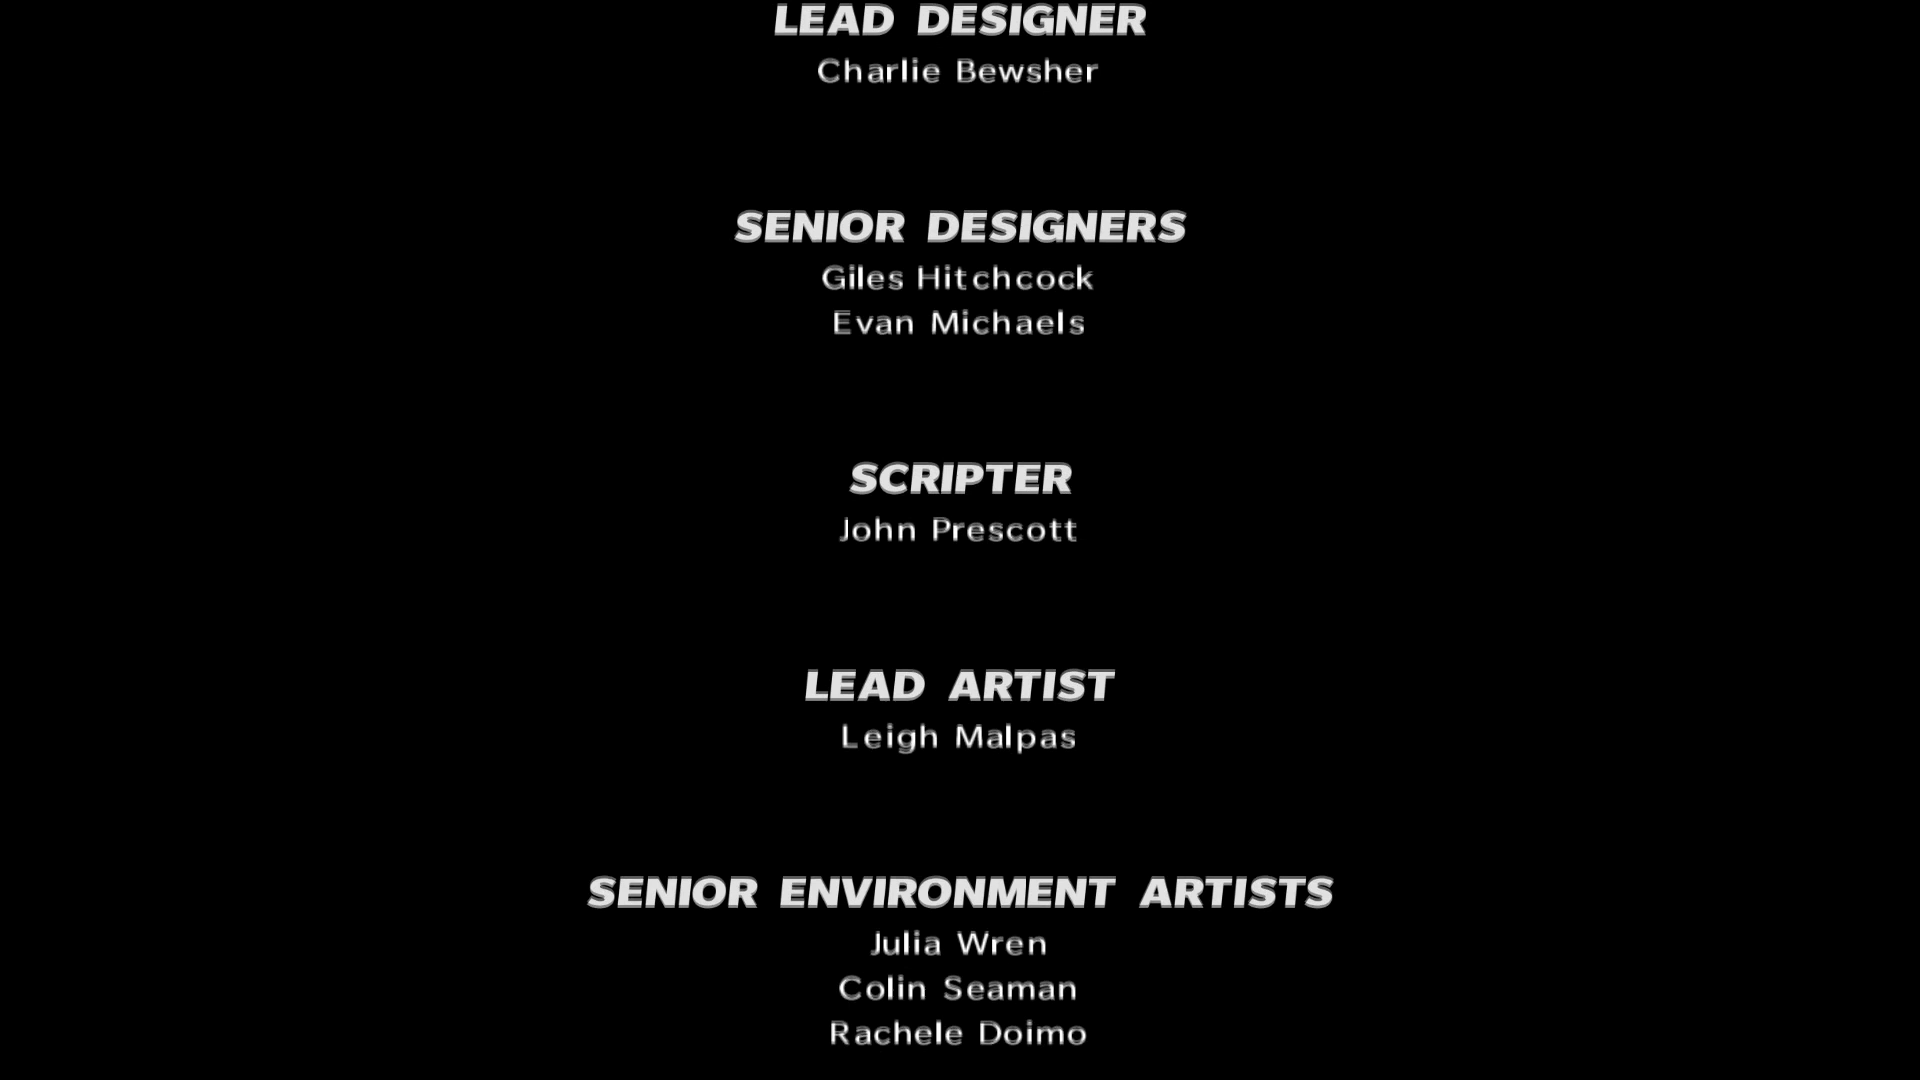 LEAD DESIGNER
Charlie Bewsher
SENIOR DESIGNERS
Giles Hitchcock
Evan Michaels
SCRIPTER
John Prescott
LEAD ARTIST
Leigh Malpas
SENIOR ENVIRONMENT ARTISTS
Julia Wren
Colin Seaman
Rachele Doimo